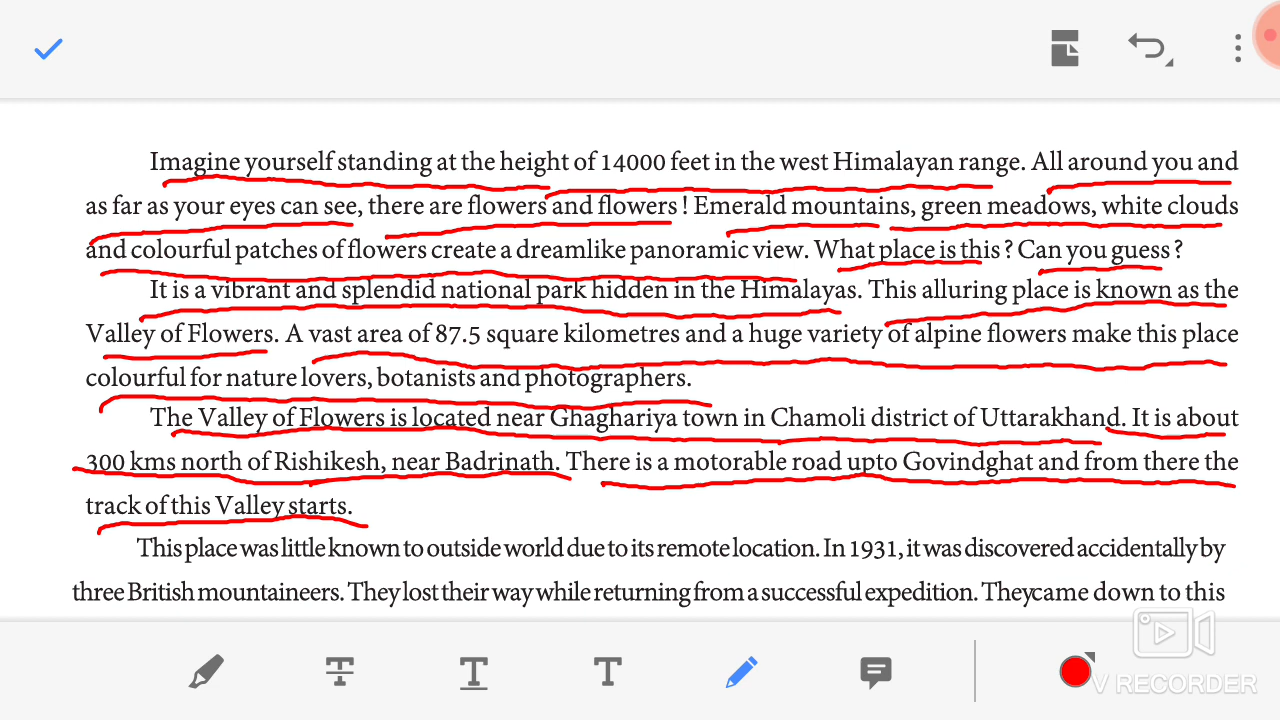 Imagine yourself standing at the height of 14000 feet in the west Himalayan range. All around you and
as far as your eyes can see, there are flowers and flowers ! Emerald mountains, green meadows, white clouds
and colourful patches of flowers create a dreamlike panoramic view. What place is this ? Can you guess ?
It is a vibrant and splendid national park hidden in the Himalayas. This alluring place is known as the
Valley of Flowers. A vast area of 87.5 square kilometres and a huge variety of alpine flowers make this place
colourful for nature lovers, botanists and photographers.
The Valley of Flowers is located near Ghaghariya town in Chamoli district of Uttarakhand. It is about
300 kms north of Rishikesh, near Badrinath. There is a motorable road upto Govindghat and from there the
track of this Valley starts.
This place was little known to outside world due to its remote location. In 1931, it was discovered accidentally by
three British mountaineers. They lost their way while returning from a successful expedition. They came down to this
T T T
V RECORDER